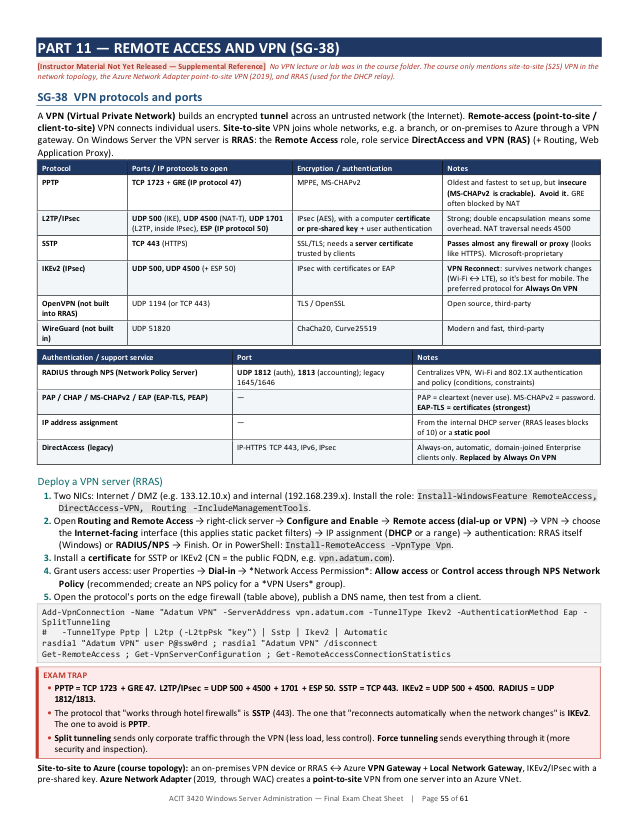 PART 11 — REMOTE ACCESS AND VPN (SG-38)
[Instructor Material Not Yet Released — Supplemental Reference] No VPN lecture or lab was in the course folder. The course only mentions site-to-site (S2S) VPN in the
network topology, the Azure Network Adapter point-to-site VPN (2019), and RRAS (used for the DHCP relay).
SG-38 VPN protocols and ports
A VPN (Virtual Private Network) builds an encrypted tunnel across an untrusted network (the Internet). Remote-access (point-to-site /
client-to-site) VPN connects individual users. Site-to-site VPN joins whole networks, e.g. a branch, or on-premises to Azure through a VPN
gateway. On Windows Server the VPN server is RRAS: the Remote Access role, role service DirectAccess and VPN (RAS) (+ Routing, Web
Application Proxy).
Protocol Ports / IP protocols to open Encryption / authentication Notes
PPTP TCP 1723 + GRE (IP protocol 47) MPPE, MS-CHAPv2 Oldest and fastest to set up, but insecure
(MS-CHAPv2 is crackable). Avoid it. GRE
often blocked by NAT
L2TP/IPsec UDP 500 (IKE), UDP 4500 (NAT-T), UDP 1701 IPsec (AES), with a computer certificate Strong; double encapsulation means some
(L2TP, inside IPsec), ESP (IP protocol 50) or pre-shared key + user authentication overhead. NAT traversal needs 4500
SSTP TCP 443 (HTTPS) SSL/TLS; needs a server certificate Passes almost any firewall or proxy (looks
trusted by clients like HTTPS). Microsoft-proprietary
IKEv2 (IPsec) UDP 500, UDP 4500 (+ ESP 50) IPsec with certificates or EAP VPN Reconnect: survives network changes
(Wi-Fi ↔ LTE), so it's best for mobile. The
preferred protocol for Always On VPN
OpenVPN (not built UDP 1194 (or TCP 443) TLS / OpenSSL Open source, third-party
into RRAS)
WireGuard (not built UDP 51820 ChaCha20, Curve25519 Modern and fast, third-party
in)
Authentication / support service Port Notes
RADIUS through NPS (Network Policy Server) UDP 1812 (auth), 1813 (accounting); legacy Centralizes VPN, Wi-Fi and 802.1X authentication
1645/1646 and policy (conditions, constraints)
PAP / CHAP / MS-CHAPv2 / EAP (EAP-TLS, PEAP) — PAP = cleartext (never use). MS-CHAPv2 = password.
EAP-TLS = certificates (strongest)
IP address assignment — From the internal DHCP server (RRAS leases blocks
of 10) or a static pool
DirectAccess (legacy) IP-HTTPS TCP 443, IPv6, IPsec Always-on, automatic, domain-joined Enterprise
clients only. Replaced by Always On VPN
Deploy a VPN server (RRAS)
1. Two NICs: Internet / DMZ (e.g. 133.12.10.x) and internal (192.168.239.x). Install the role: Install-WindowsFeature RemoteAccess,
DirectAccess-VPN, Routing -IncludeManagementTools.
2. Open Routing and Remote Access → right-click server → Configure and Enable → Remote access (dial-up or VPN) → VPN → choose
the Internet-facing interface (this applies static packet filters) → IP assignment (DHCP or a range) → authentication: RRAS itself
(Windows) or RADIUS/NPS → Finish. Or in PowerShell: Install-RemoteAccess -VpnType Vpn.
3. Install a certificate for SSTP or IKEv2 (CN = the public FQDN, e.g. vpn.adatum.com).
4. Grant users access: user Properties → Dial-in → *Network Access Permission*: Allow access or Control access through NPS Network
Policy (recommended; create an NPS policy for a *VPN Users* group).
5. Open the protocol's ports on the edge firewall (table above), publish a DNS name, then test from a client.
Add-VpnConnection -Name "Adatum VPN" -ServerAddress vpn.adatum.com -TunnelType Ikev2 -AuthenticationMethod Eap -
SplitTunneling
# -TunnelType Pptp | L2tp (-L2tpPsk "key") | Sstp | Ikev2 | Automatic
rasdial "Adatum VPN" user P@ssw0rd ; rasdial "Adatum VPN" /disconnect
Get-RemoteAccess ; Get-VpnServerConfiguration ; Get-RemoteAccessConnectionStatistics
EXAM TRAP
• PPTP = TCP 1723 + GRE 47. L2TP/IPsec = UDP 500 + 4500 + 1701 + ESP 50. SSTP = TCP 443. IKEv2 = UDP 500 + 4500. RADIUS = UDP
1812/1813.
• The protocol that "works through hotel firewalls" is SSTP (443). The one that "reconnects automatically when the network changes" is IKEv2.
The one to avoid is PPTP.
• Split tunneling sends only corporate traffic through the VPN (less load, less control). Force tunneling sends everything through it (more
security and inspection).
Site-to-site to Azure (course topology): an on-premises VPN device or RRAS ↔ Azure VPN Gateway + Local Network Gateway, IKEv2/IPsec with a
pre-shared key. Azure Network Adapter (2019, through WAC) creates a point-to-site VPN from one server into an Azure VNet.
ACIT 3420 Windows Server Administration — Final Exam Cheat Sheet | Page 55 of 61